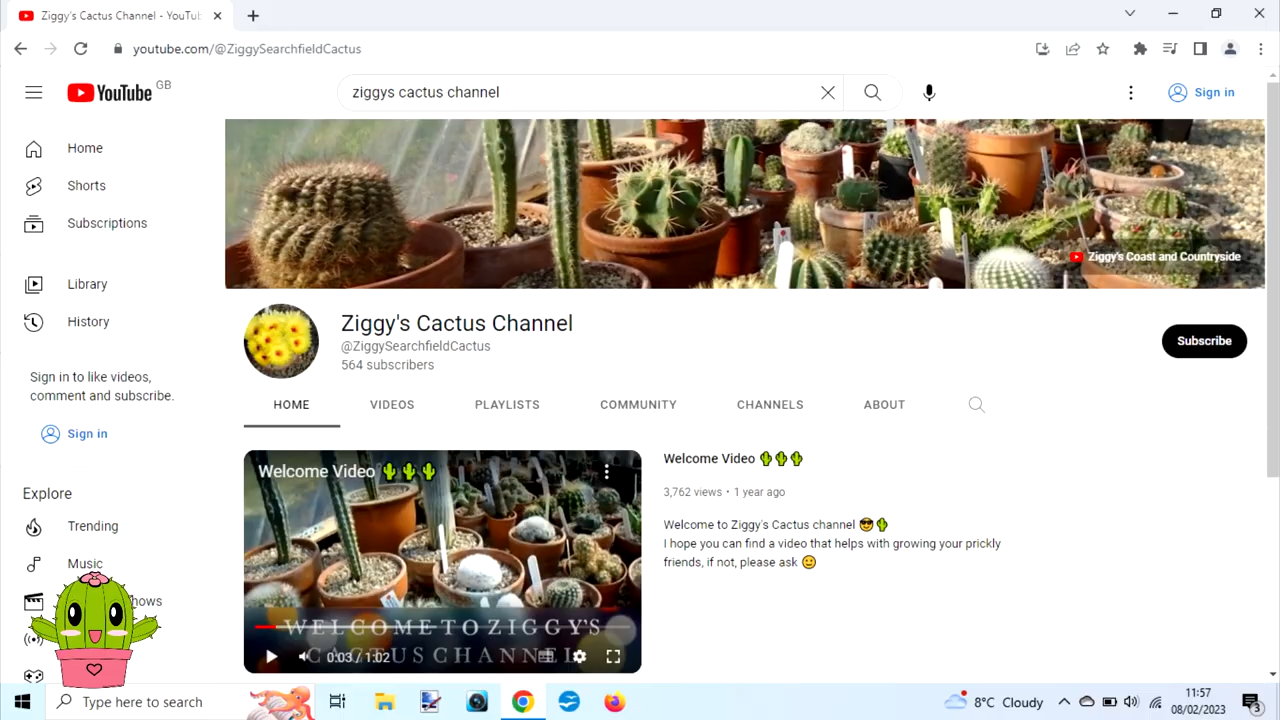 Ziggy's Cactus Channel - YouTub
youtube.com/@ZiggySearchfieldCactus
YouTube GB
ziggys cactus channel
Sign in
Home
Shorts
Subscriptions
Library
History
Sign in to like videos,
comment and subscribe.
Sign in
Explore
Trending
Music
hows
Ziggy's Coast and Countryside
Ziggy's Cactus Channel
@ZiggySearchfieldCactus
564 subscribers
Subscribe
HOME VIDEOS PLAYLISTS COMMUNITY CHANNELS ABOUT
Welcome Video 🌵🌵🌵
WELCOME TO ZIGGY'S
CACTUS CHANNEL
0:03 / 1:02
Welcome Video 🌵🌵🌵
3,762 views • 1 year ago
Welcome to Ziggy's Cactus channel 😎🌵
I hope you can find a video that helps with growing your prickly
friends, if not, please ask 🙂
Type here to search
8°C Cloudy
11:57
08/02/2023
3